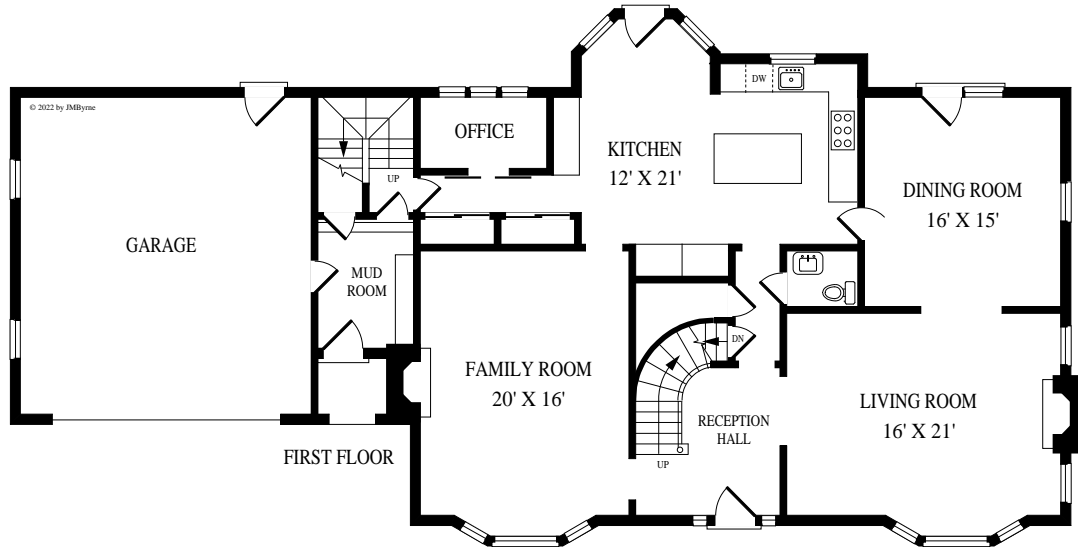 © 2022 by JMByrne
DW
OFFICE
KITCHEN
12' X 21'
UP
DINING ROOM
16' X 15'
GARAGE
MUD
ROOM
DN
FAMILY ROOM
20' X 16'
LIVING ROOM
16' X 21'
RECEPTION
HALL
FIRST FLOOR
UP